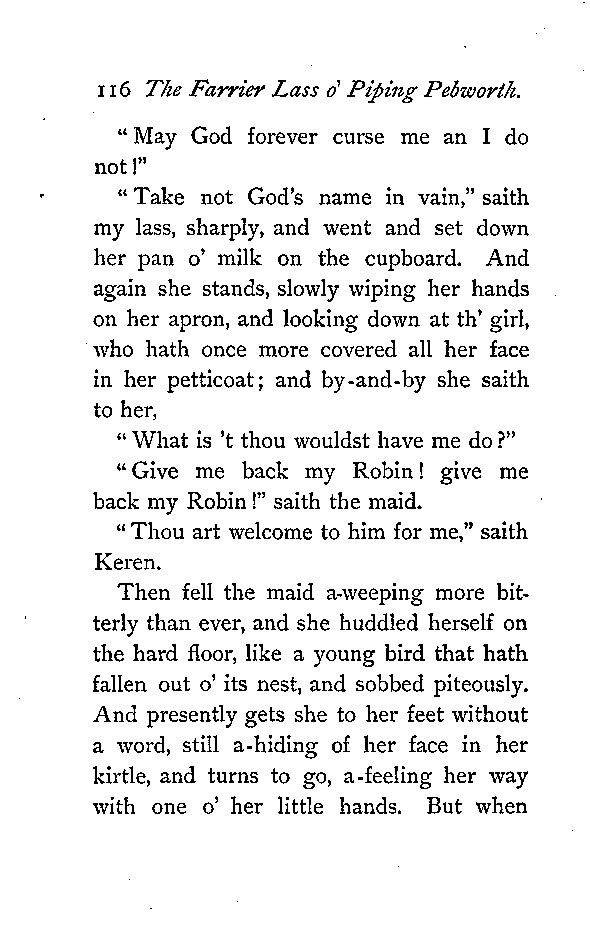 116 The Farrier Lass o' Piping Pebworth.
“May God forever curse me an I do
not!”
“Take not God's name in vain,” saith
my lass, sharply, and went and set down
her pan o' milk on the cupboard. And
again she stands, slowly wiping her hands
on her apron, and looking down at th' girl,
who hath once more covered all her face
in her petticoat; and by-and-by she saith
to her,
“What is 't thou wouldst have me do?”
“Give me back my Robin! give me
back my Robin!” saith the maid.
“Thou art welcome to him for me,” saith
Keren.
Then fell the maid a-weeping more bit-
terly than ever, and she huddled herself on
the hard floor, like a young bird that hath
fallen out o' its nest, and sobbed piteously.
And presently gets she to her feet without
a word, still a-hiding of her face in her
kirtle, and turns to go, a-feeling her way
with one o' her little hands. But when